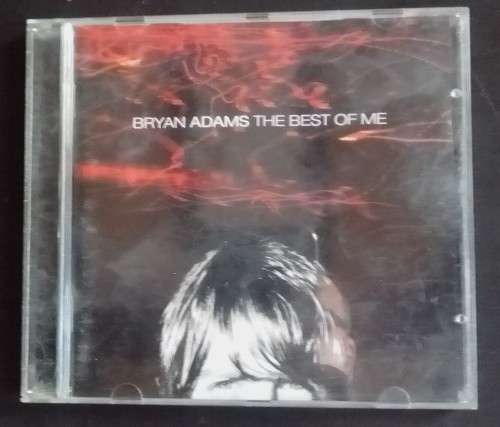 BRYAN ADAMS THE BEST OF ME